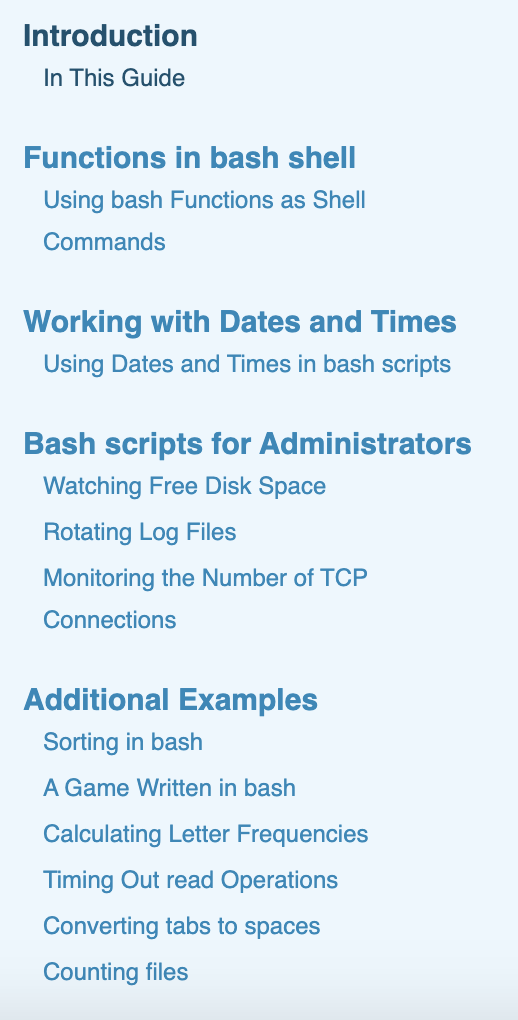 Introduction
In This Guide
Functions in bash shell
Using bash Functions as Shell
Commands
Working with Dates and Times
Using Dates and Times in bash scripts
Bash scripts for Administrators
Watching Free Disk Space
Rotating Log Files
Monitoring the Number of TCP
Connections
Additional Examples
Sorting in bash
A Game Written in bash
Calculating Letter Frequencies
Timing Out read Operations
Converting tabs to spaces
Counting files